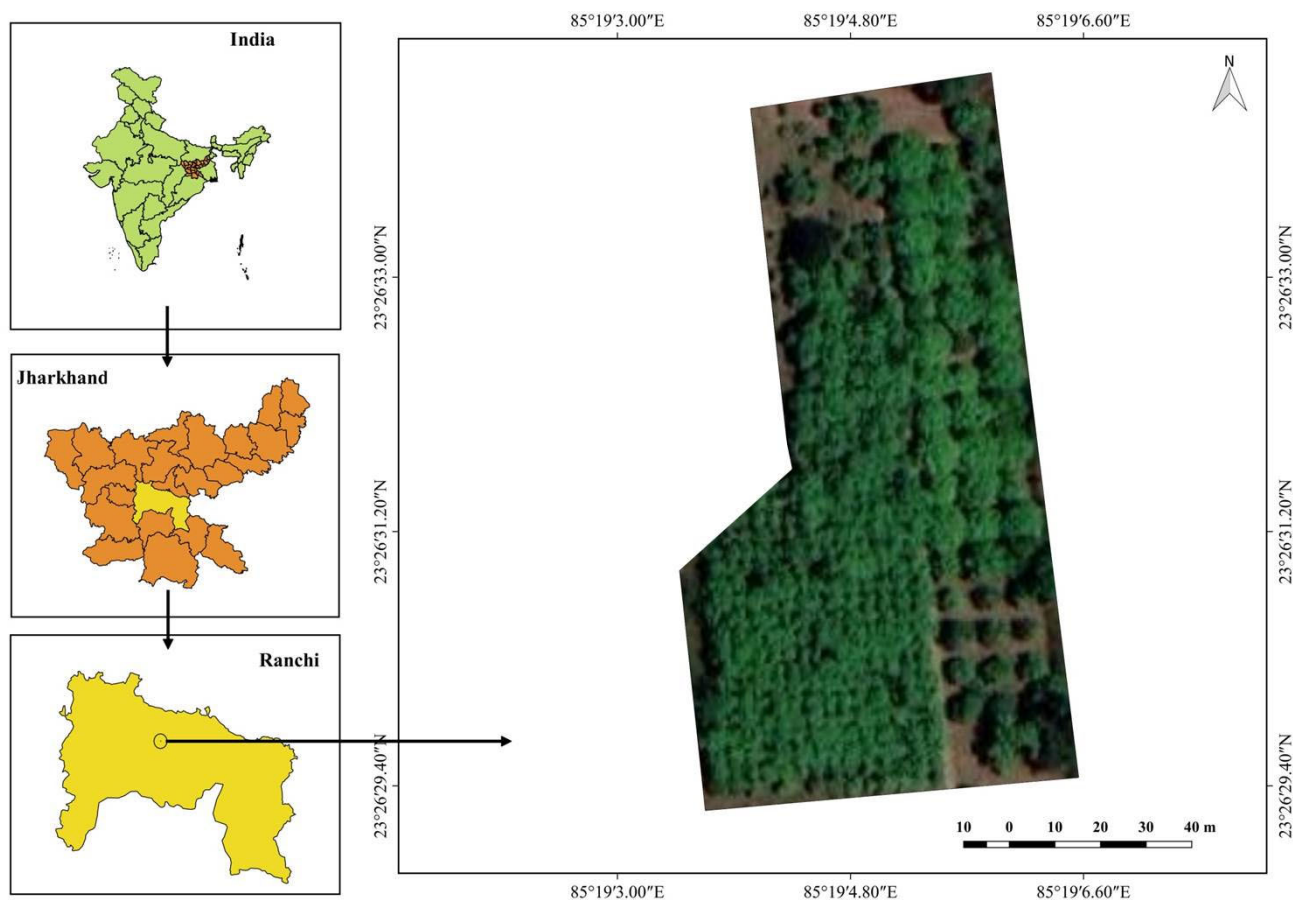 India
Jharkhand
Ranchi
85°19′3.00″E 85°19′4.80″E 85°19′6.60″E
N
23°26′33.00″N 23°26′33.00″N
23°26′31.20″N 23°26′31.20″N
23°26′29.40″N 23°26′29.40″N
10 0 10 20 30 40 m
85°19′3.00″E 85°19′4.80″E 85°19′6.60″E